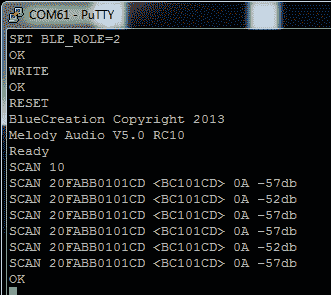 COM61 - PuTTY
SET BLE_ROLE=2
OK
WRITE
OK
RESET
BlueCreation Copyright 2013
Melody Audio V5.0 RC10
Ready
SCAN 10
SCAN 20FABB0101CD <BC101CD> 0A -57db
SCAN 20FABB0101CD <BC101CD> 0A -52db
SCAN 20FABB0101CD <BC101CD> 0A -57db
SCAN 20FABB0101CD <BC101CD> 0A -57db
SCAN 20FABB0101CD <BC101CD> 0A -52db
SCAN 20FABB0101CD <BC101CD> 0A -57db
OK